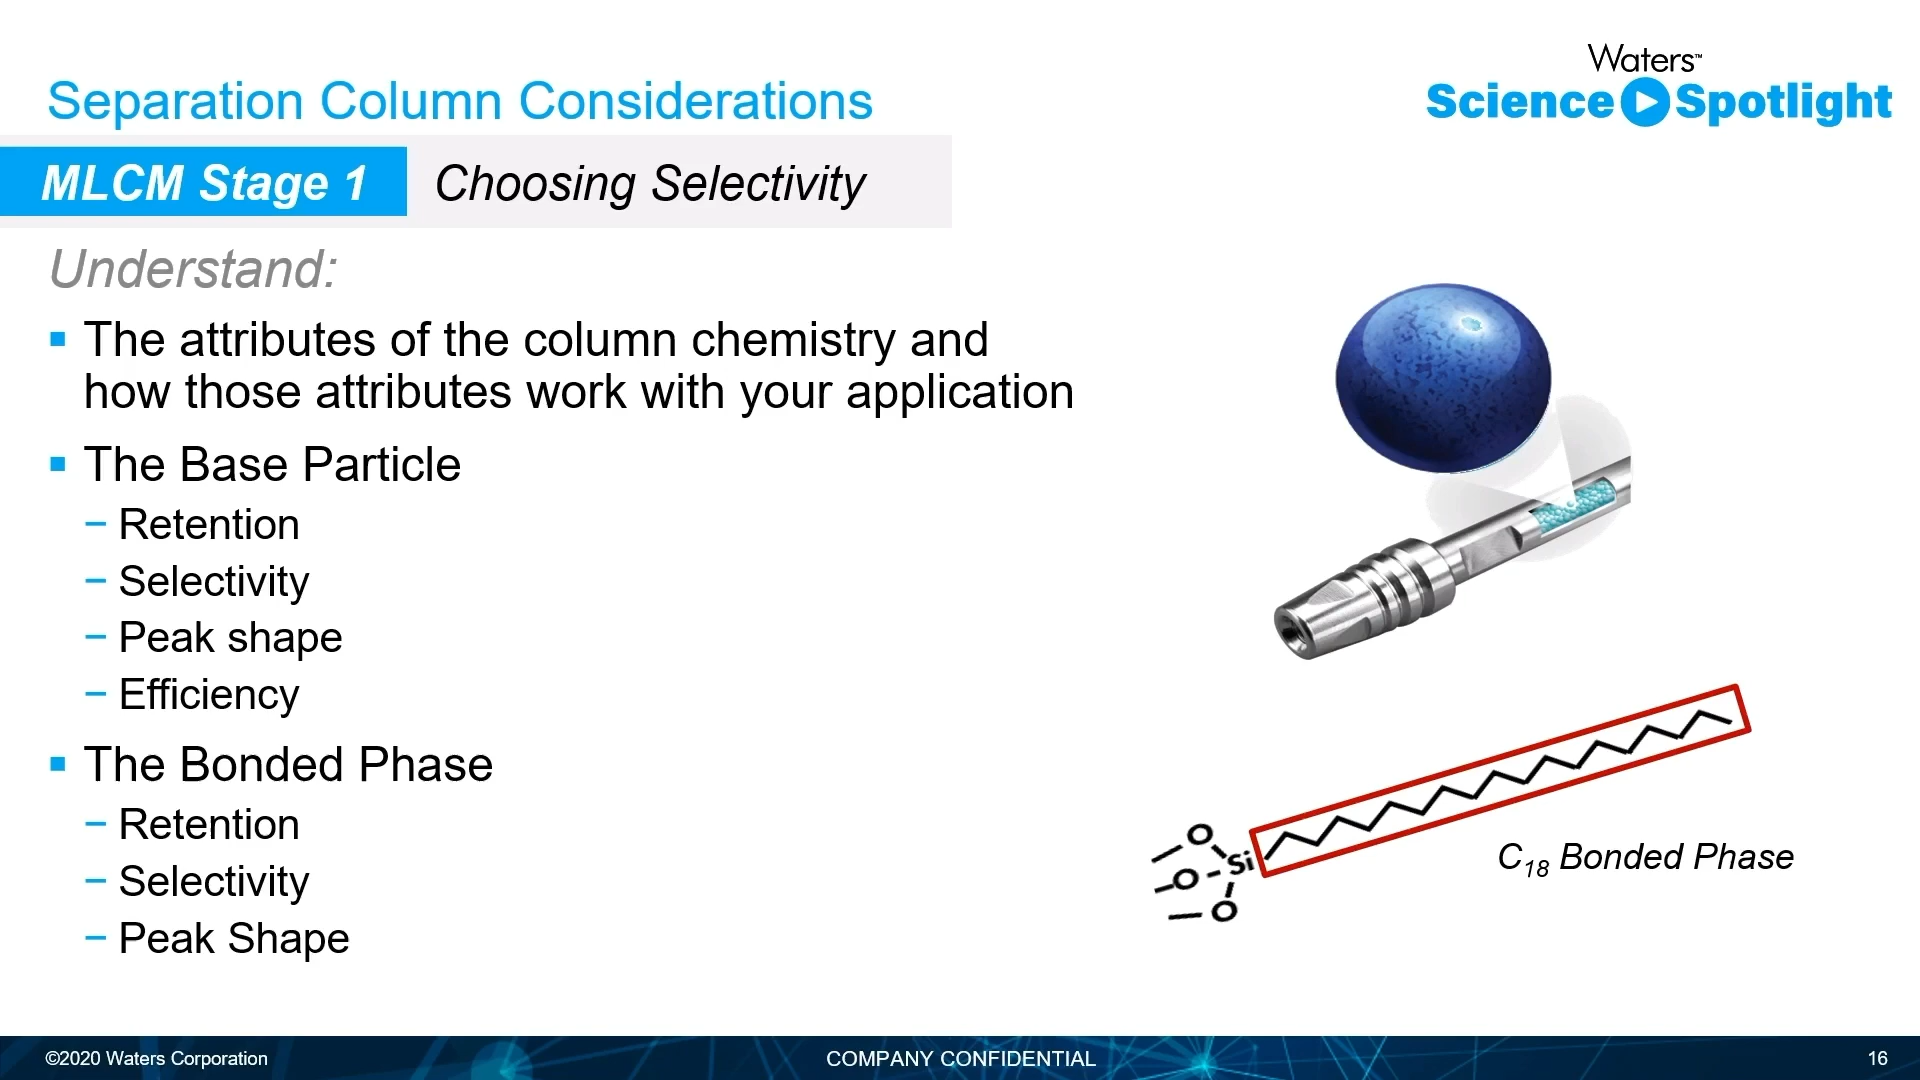 Waters™
Science Spotlight
Separation Column Considerations
MLCM Stage 1 Choosing Selectivity
Understand:
▪ The attributes of the column chemistry and
how those attributes work with your application
▪ The Base Particle
− Retention
− Selectivity
− Peak shape
− Efficiency
▪ The Bonded Phase
− Retention
− Selectivity
− Peak Shape
O
Si
O
O
C18 Bonded Phase
©2020 Waters Corporation COMPANY CONFIDENTIAL 16